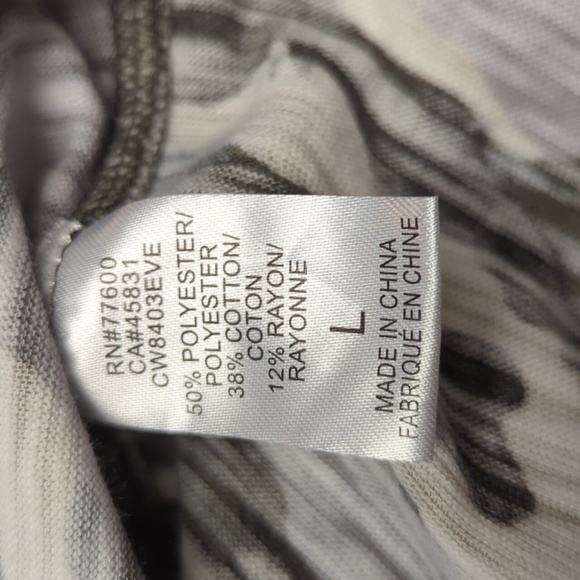 RN#77600
CA#45831
CW8403EVE
50% POLYESTER/
POLYESTER
38% COTTON/
COTON
12% RAYON/
RAYONNE
L
MADE IN CHINA
FABRIQUÉ EN CHINE